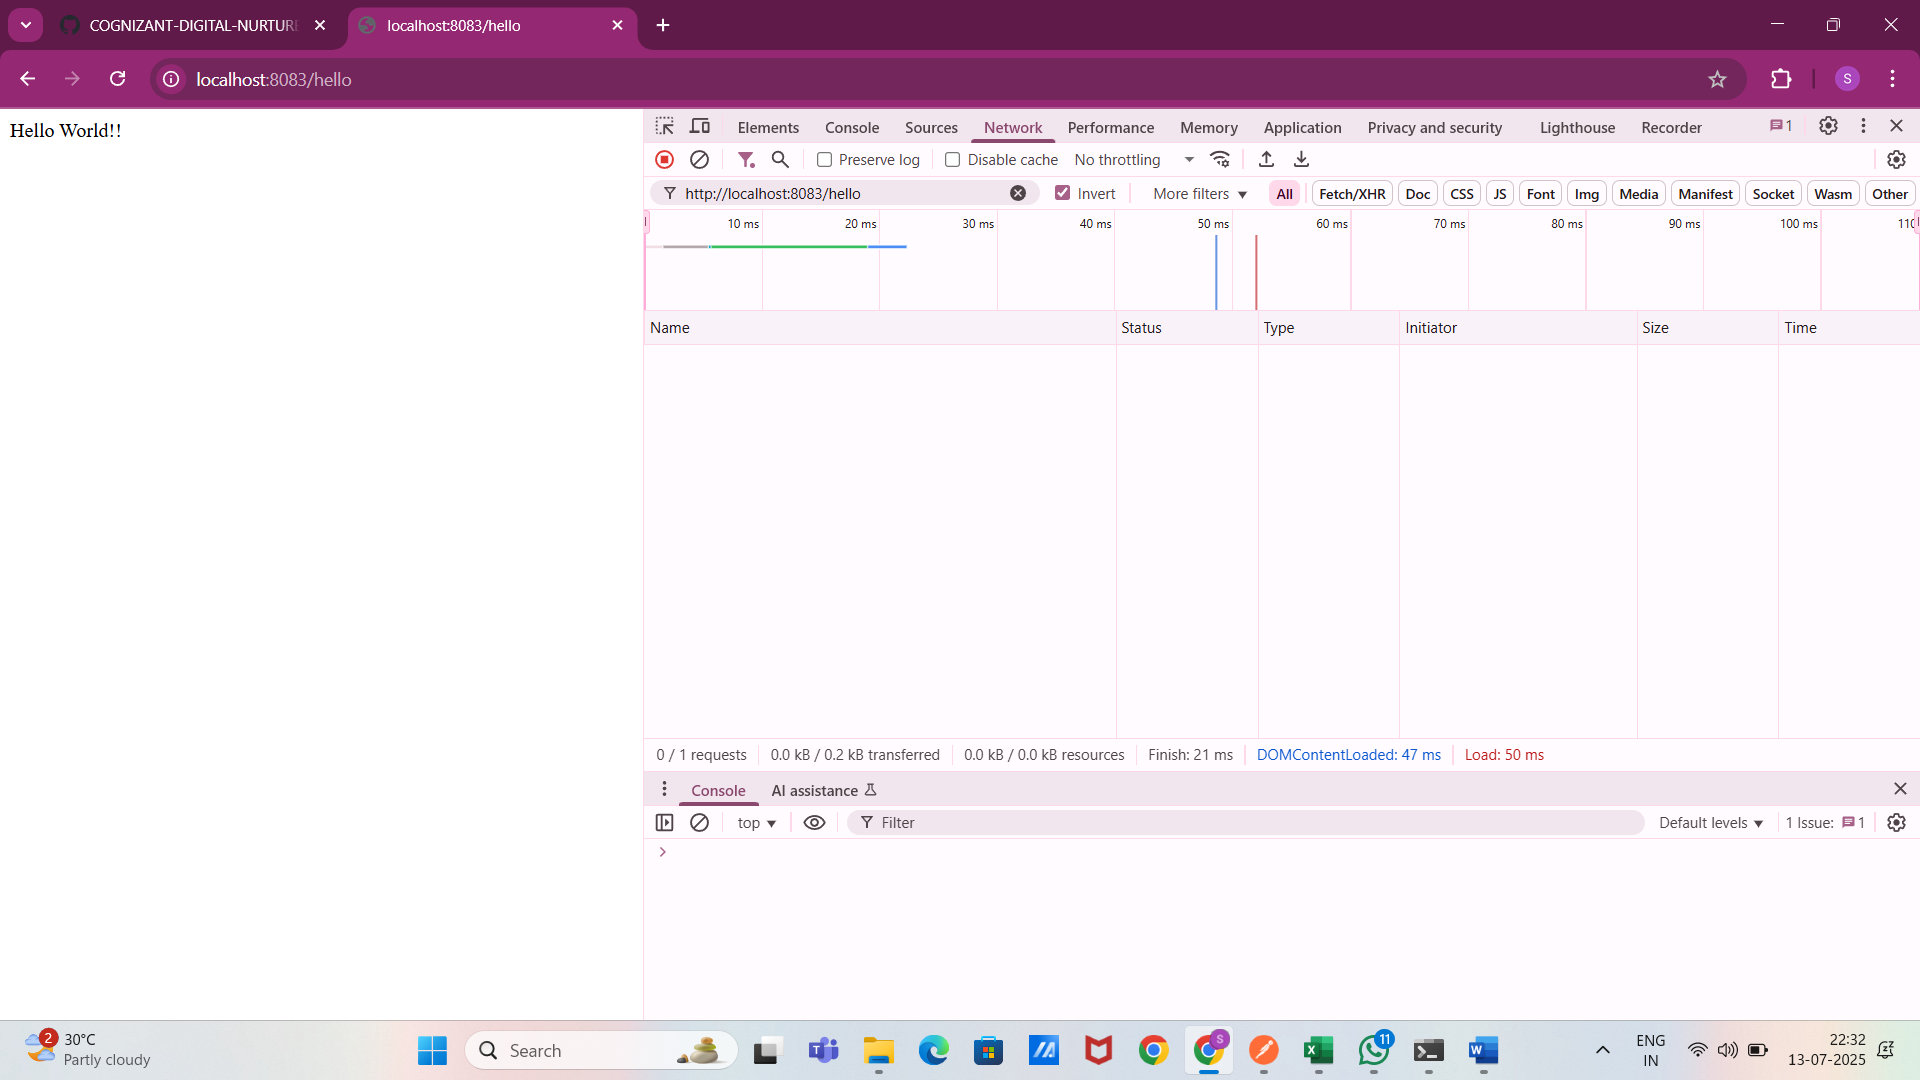 COGNIZANT-DIGITAL-NURTURE
localhost:8083/hello
localhost:8083/hello
S
Hello World!!
Elements Console Sources Network Performance Memory Application Privacy and security Lighthouse Recorder 1
Preserve log Disable cache No throttling
http://localhost:8083/hello Invert More filters All Fetch/XHR Doc CSS JS Font Img Media Manifest Socket Wasm Other
10 ms 20 ms 30 ms 40 ms 50 ms 60 ms 70 ms 80 ms 90 ms 100 ms 110
Name Status Type Initiator Size Time
0 / 1 requests 0.0 kB / 0.2 kB transferred 0.0 kB / 0.0 kB resources Finish: 21 ms DOMContentLoaded: 47 ms Load: 50 ms
Console AI assistance
top Filter Default levels 1 Issue: 1
>
2 30°C
Partly cloudy
Search
S
11
ENG
IN
22:32
13-07-2025